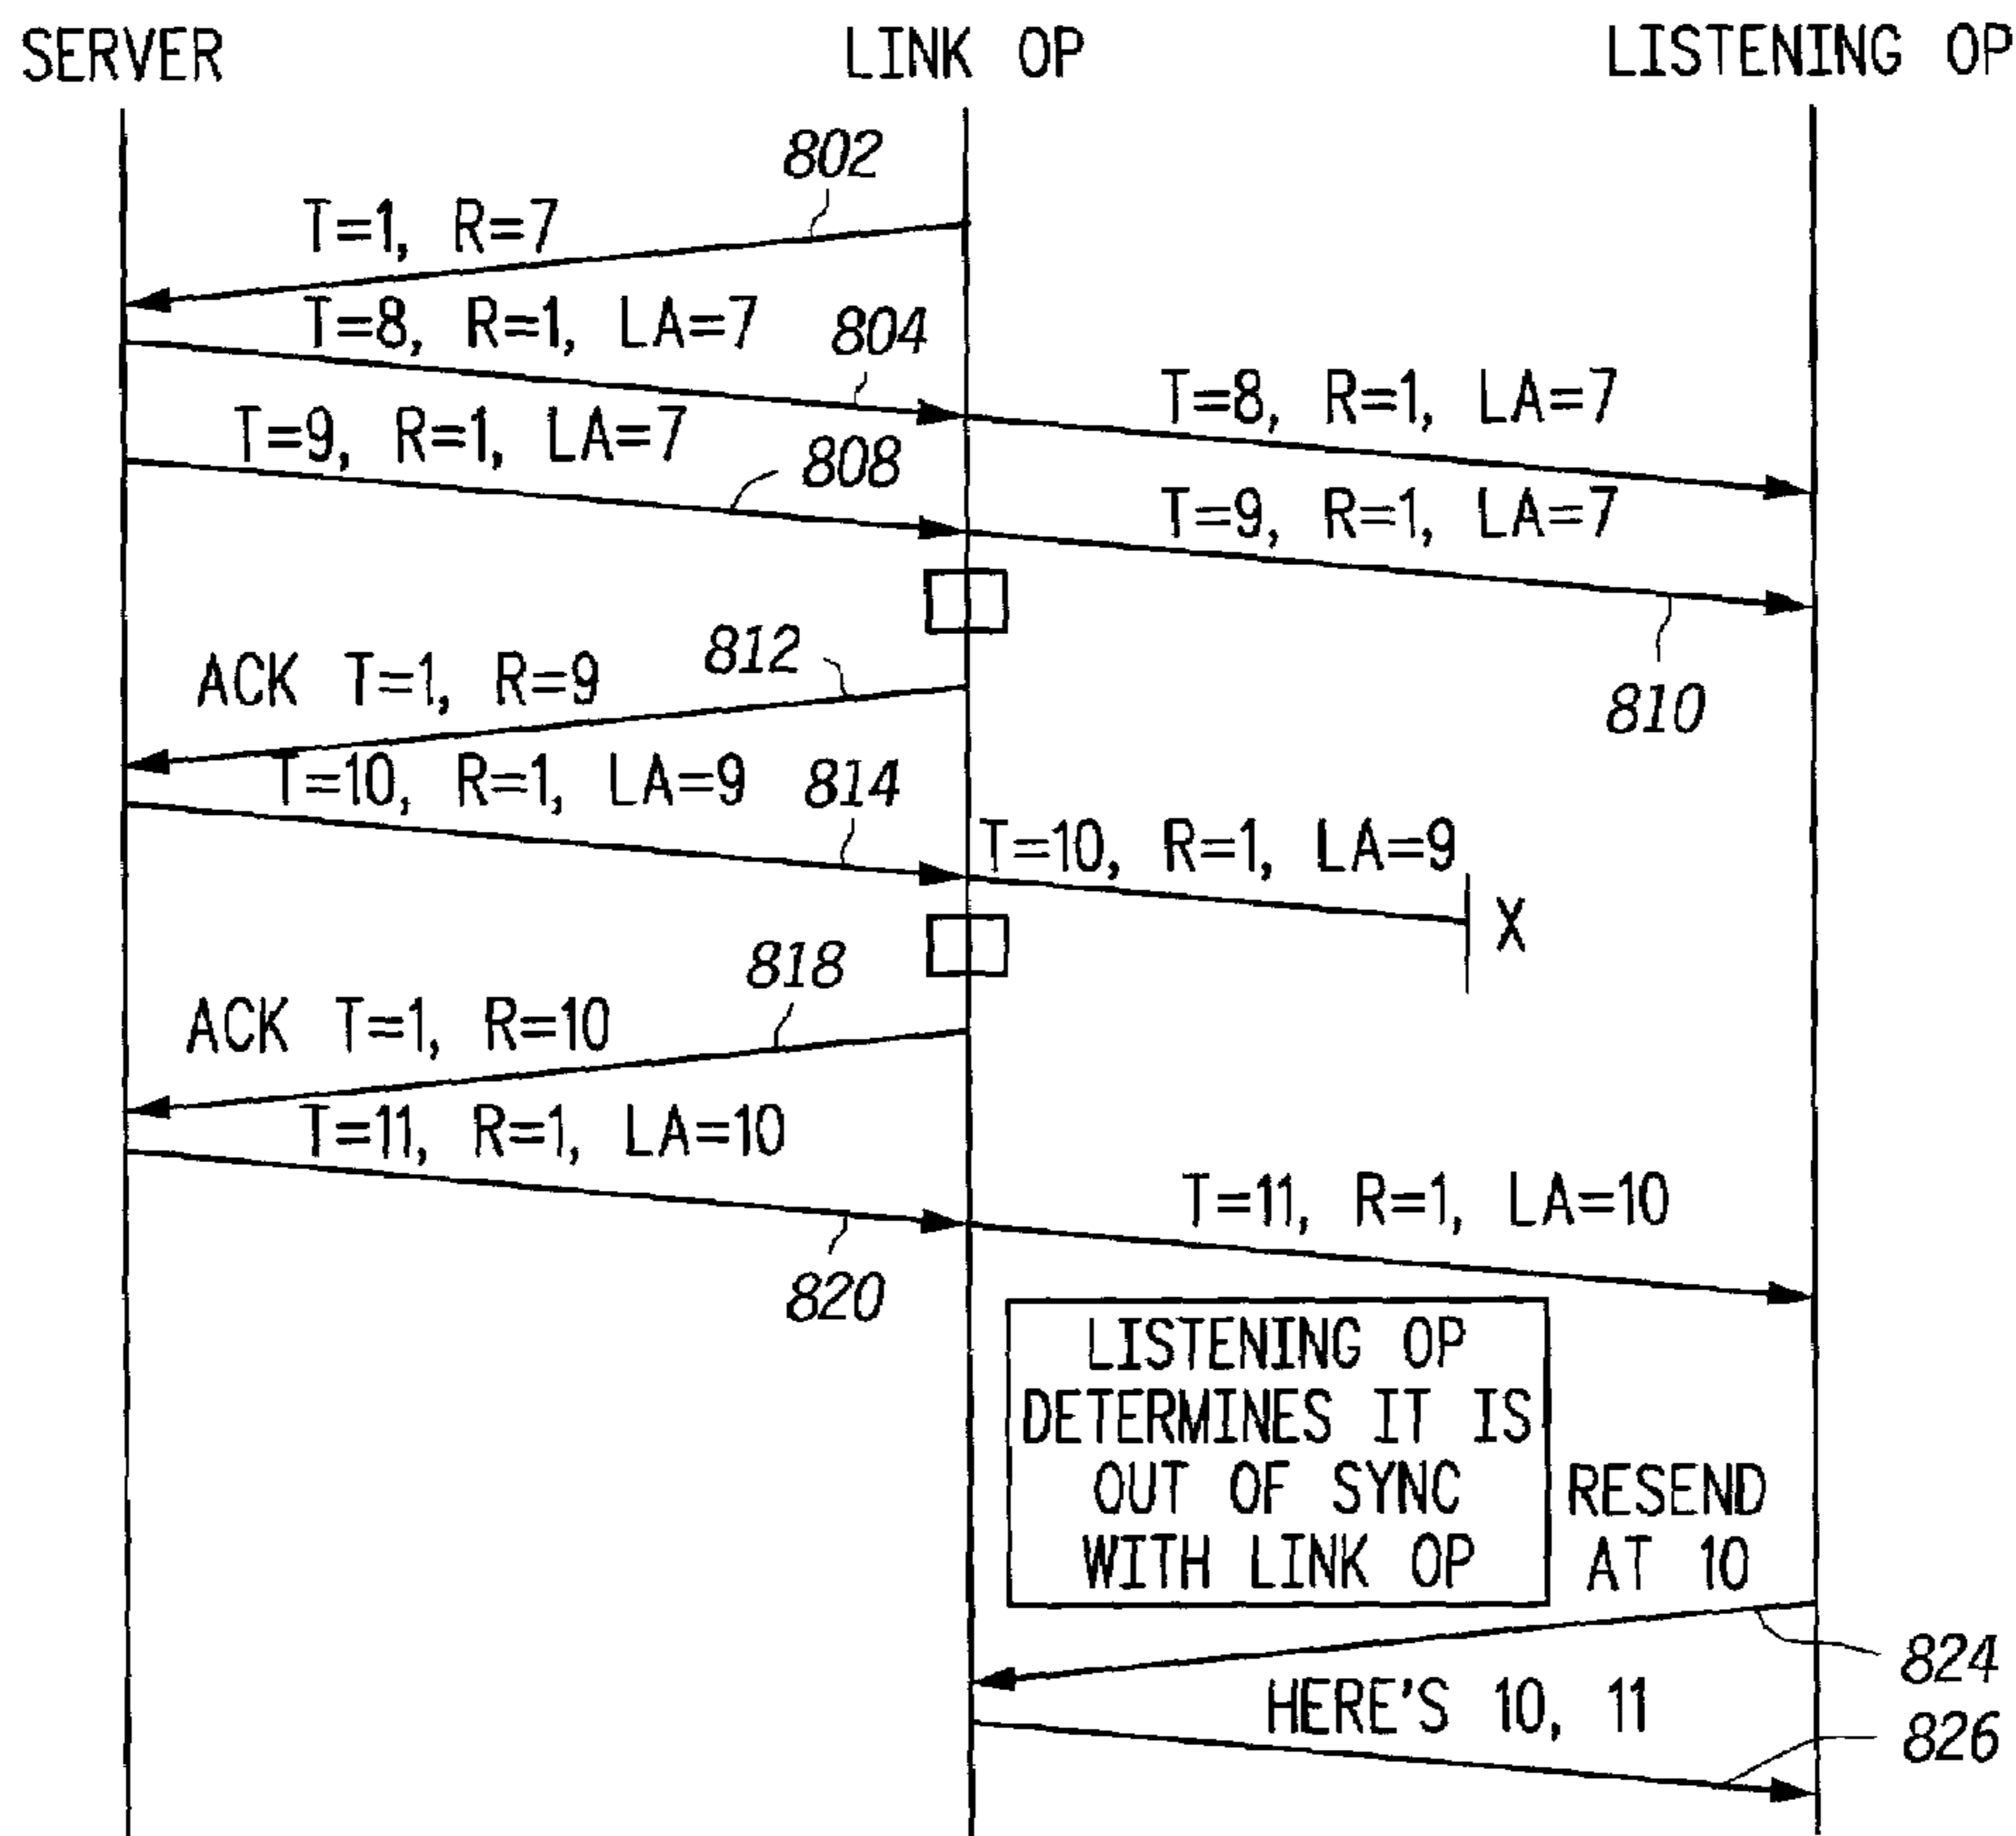 SERVER
LINK OP
LISTENING OP
802
T=1, R=7
T=8, R=1, LA=7
804
T=8, R=1, LA=7
T=9, R=1, LA=7
808
T=9, R=1, LA=7
810
812
ACK T=1, R=9
T=10, R=1, LA=9
814
T=10, R=1, LA=9
X
818
ACK T=1, R=10
T=11, R=1, LA=10
820
T=11, R=1, LA=10
LISTENING OP
DETERMINES IT IS
OUT OF SYNC
WITH LINK OP
RESEND
AT 10
824
HERE'S 10, 11
826